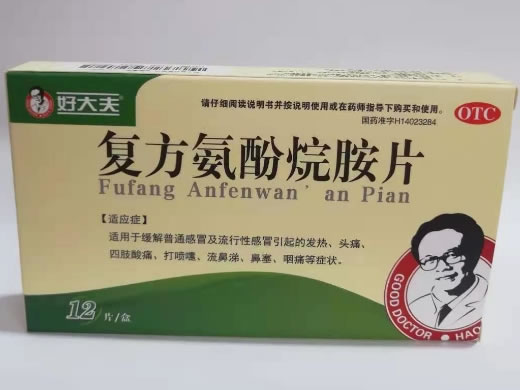 好大夫
请仔细阅读说明书并按说明使用或在药师指导下购买和使用。
国药准字H14023284
OTC
复方氨酚烷胺片
Fufang Anfenwan'an Pian
【适应症】
适用于缓解普通感冒及流行性感冒引起的发热、头痛、
四肢酸痛、打喷嚏、流鼻涕、鼻塞、咽痛等症状。
12片/盒
GOOD DOCTOR · HAO